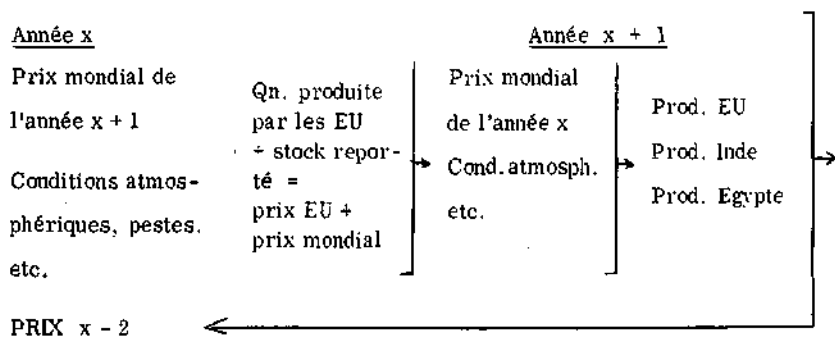 Année x
Prix mondial de
l'année x + 1
Conditions atmos-
phériques, pestes.
etc.
PRIX x - 2
Qn. produite
par les EU
+ stock repor-
té =
prix EU +
prix mondial
Année x + 1
Prix mondial
de l'année x
Cond.atmosph.
etc.
Prod. EU
Prod. Inde
Prod. Egypte